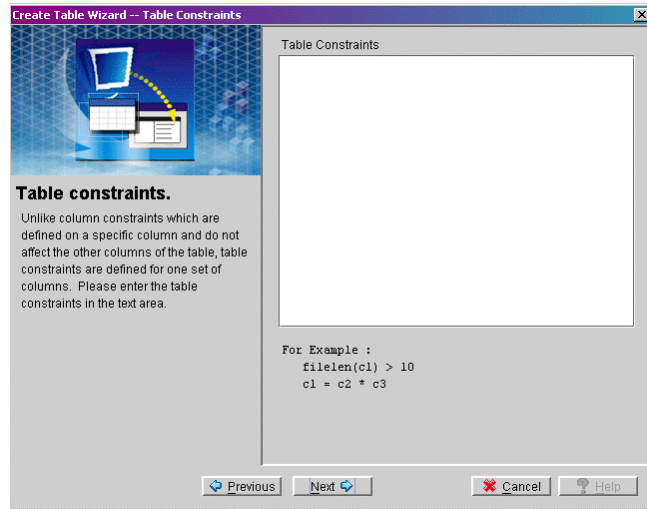 Create Table Wizard -- Table Constraints
Table constraints.
Unlike column constraints which are
defined on a specific column and do not
affect the other columns of the table, table
constraints are defined for one set of
columns. Please enter the table
constraints in the text area.
Table Constraints
For Example :
filelen(c1) > 10
c1 = c2 * c3
Previous
Next
Cancel
Help